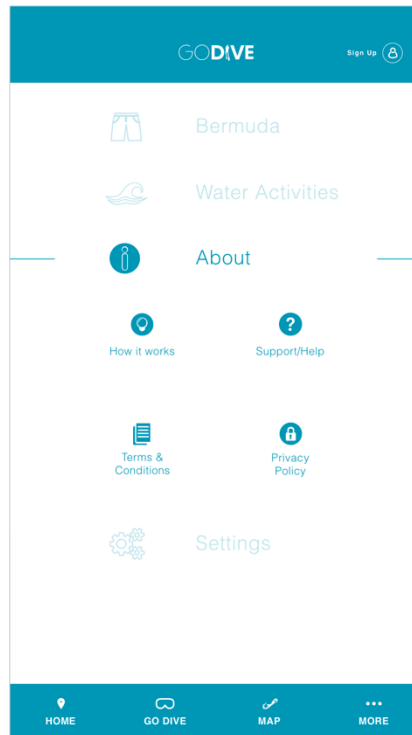 GODIVE
Sign Up
Bermuda
Water Activities
About
How it works
Support/Help
Terms &
Conditions
Privacy
Policy
Settings
HOME
GO DIVE
MAP
MORE